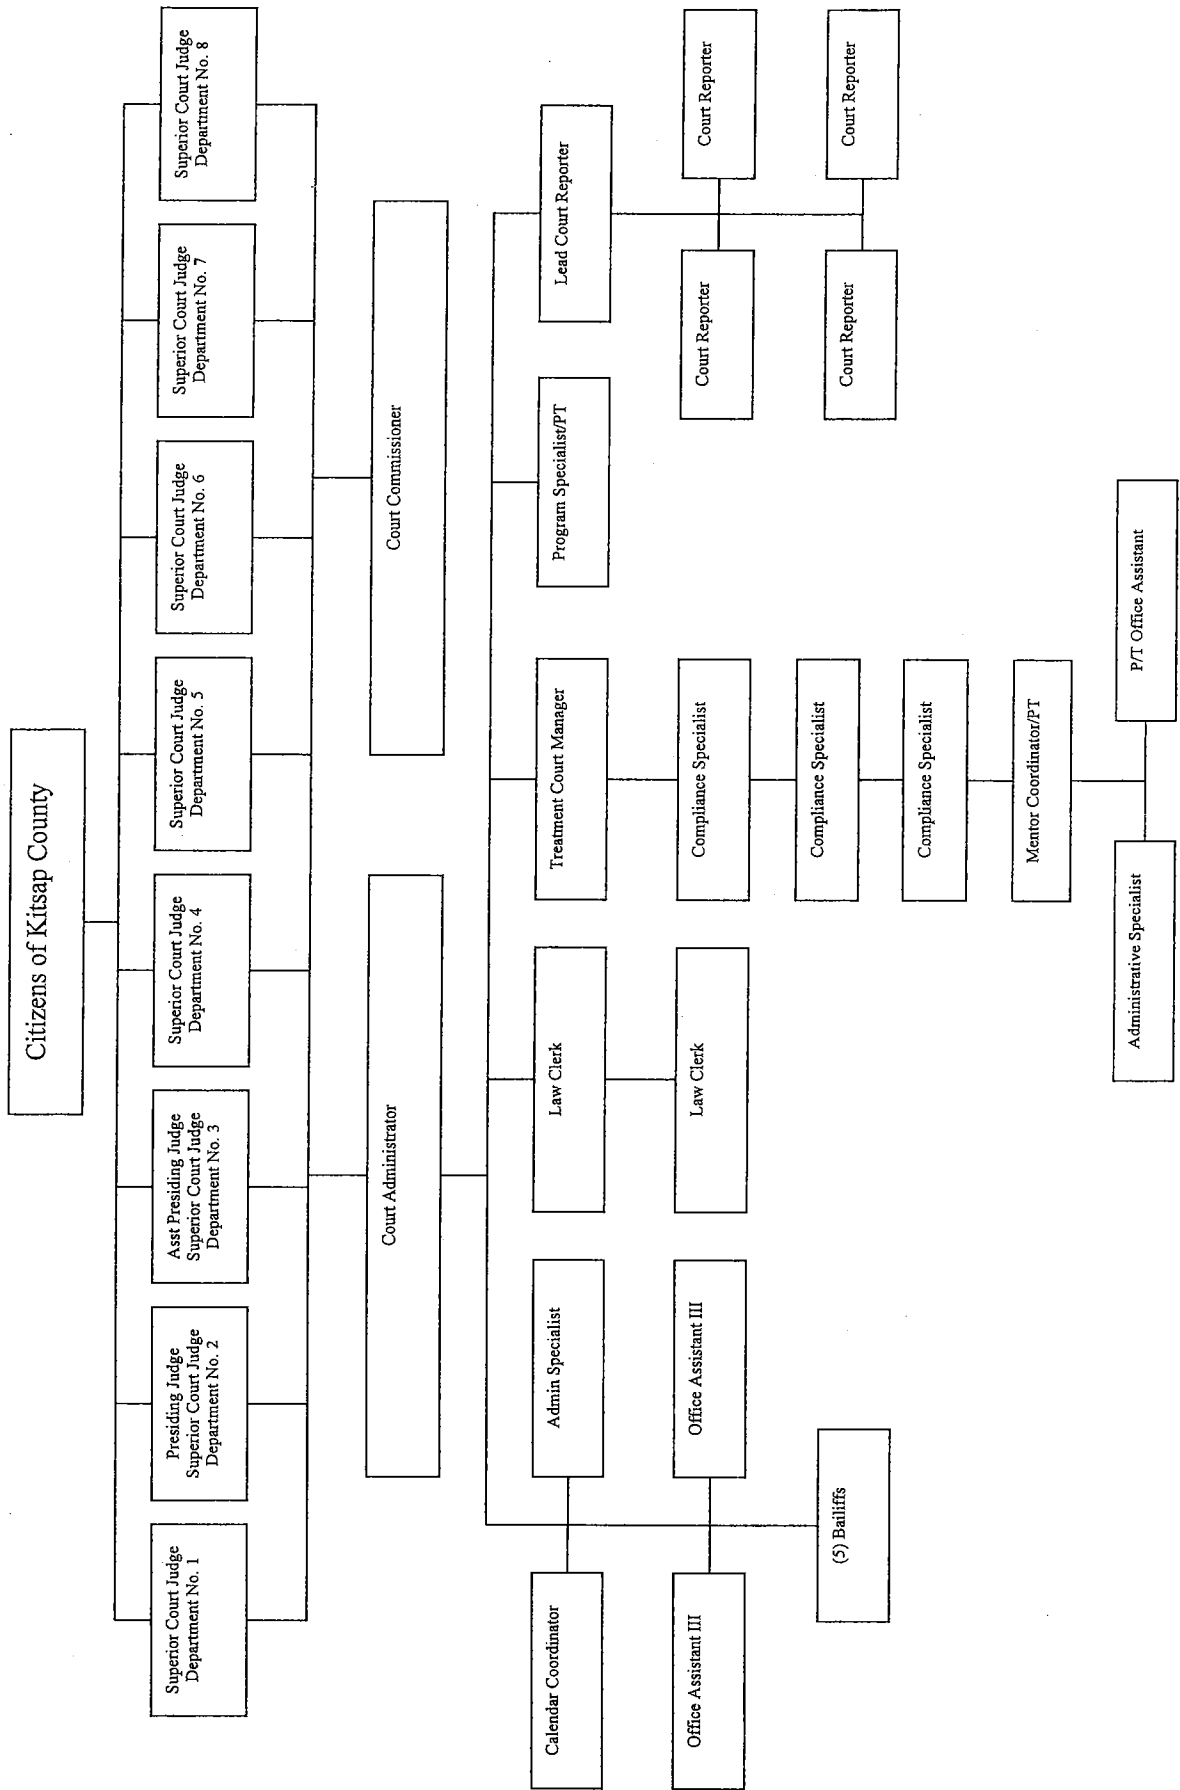 Citizens of Kitsap County
Superior Court Judge
Department No. 1
Presiding Judge
Superior Court Judge
Department No. 2
Asst Presiding Judge
Superior Court Judge
Department No. 3
Superior Court Judge
Department No. 4
Superior Court Judge
Department No. 5
Superior Court Judge
Department No. 6
Superior Court Judge
Department No. 7
Superior Court Judge
Department No. 8
Court Administrator
Court Commissioner
Calendar Coordinator
Admin Specialist
Law Clerk
Treatment Court Manager
Program Specialist/PT
Lead Court Reporter
Office Assistant III
Office Assistant III
Law Clerk
Compliance Specialist
Court Reporter
Court Reporter
(5) Bailiffs
Compliance Specialist
Court Reporter
Court Reporter
Compliance Specialist
Mentor Coordinator/PT
Administrative Specialist
P/T Office Assistant